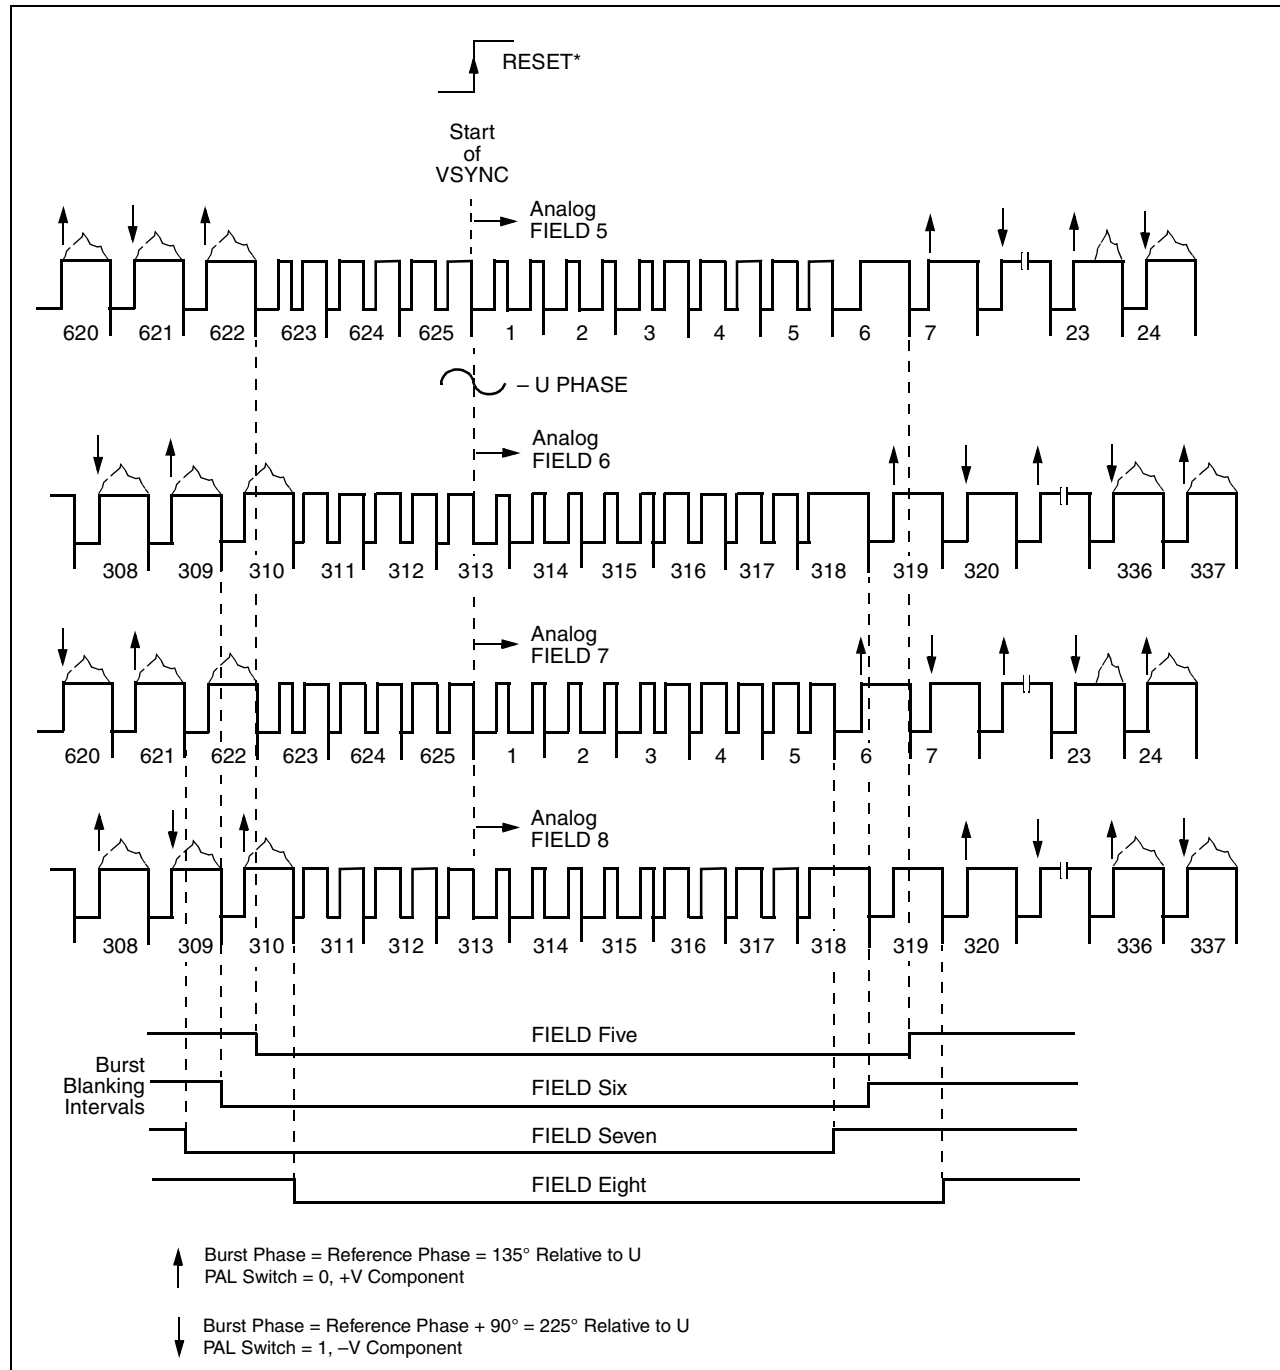 RESET*
Start
of
VSYNC
Analog
FIELD 5
620 621 622 623 624 625 1 2 3 4 5 6 7 23 24
– U PHASE
Analog
FIELD 6
308 309 310 311 312 313 314 315 316 317 318 319 320 336 337
Analog
FIELD 7
620 621 622 623 624 625 1 2 3 4 5 6 7 23 24
Analog
FIELD 8
308 309 310 311 312 313 314 315 316 317 318 319 320 336 337
Burst
Blanking
Intervals
FIELD Five
FIELD Six
FIELD Seven
FIELD Eight
Burst Phase = Reference Phase = 135° Relative to U
PAL Switch = 0, +V Component
Burst Phase = Reference Phase + 90° = 225° Relative to U
PAL Switch = 1, –V Component